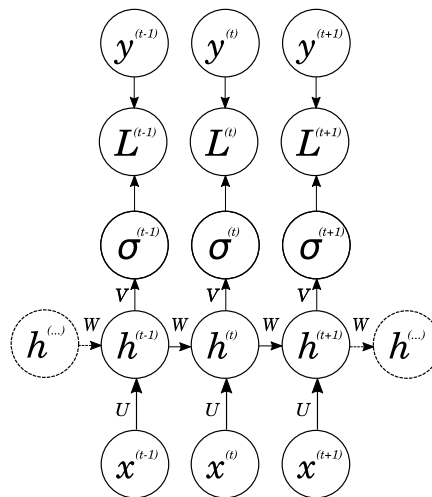 y(t-1) y(t) y(t+1)
L(t-1) L(t) L(t+1)
σ(t-1) σ(t) σ(t+1)
V V V
h(...) W h(t-1) W h(t) W h(t+1) W h(...)
U U U
x(t-1) x(t) x(t+1)